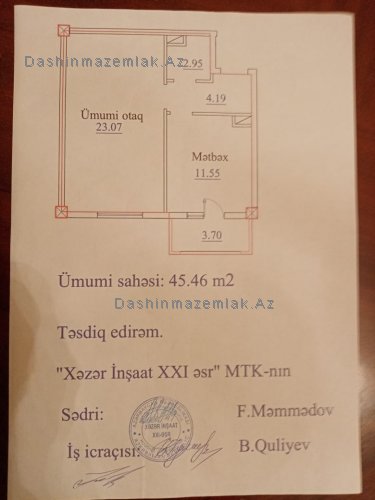 Dashinmazemlak.Az
2.95
4.19
Ümumi otaq
23.07
Mətbəx
11.55
3.70
Ümumi sahəsi: 45.46 m2
Dashinmazemlak.Az
Təsdiq edirəm.
"Xəzər İnşaat XXI əsr" MTK-nın
Sədri: F.Məmmədov
İş icraçısı: B.Quliyev